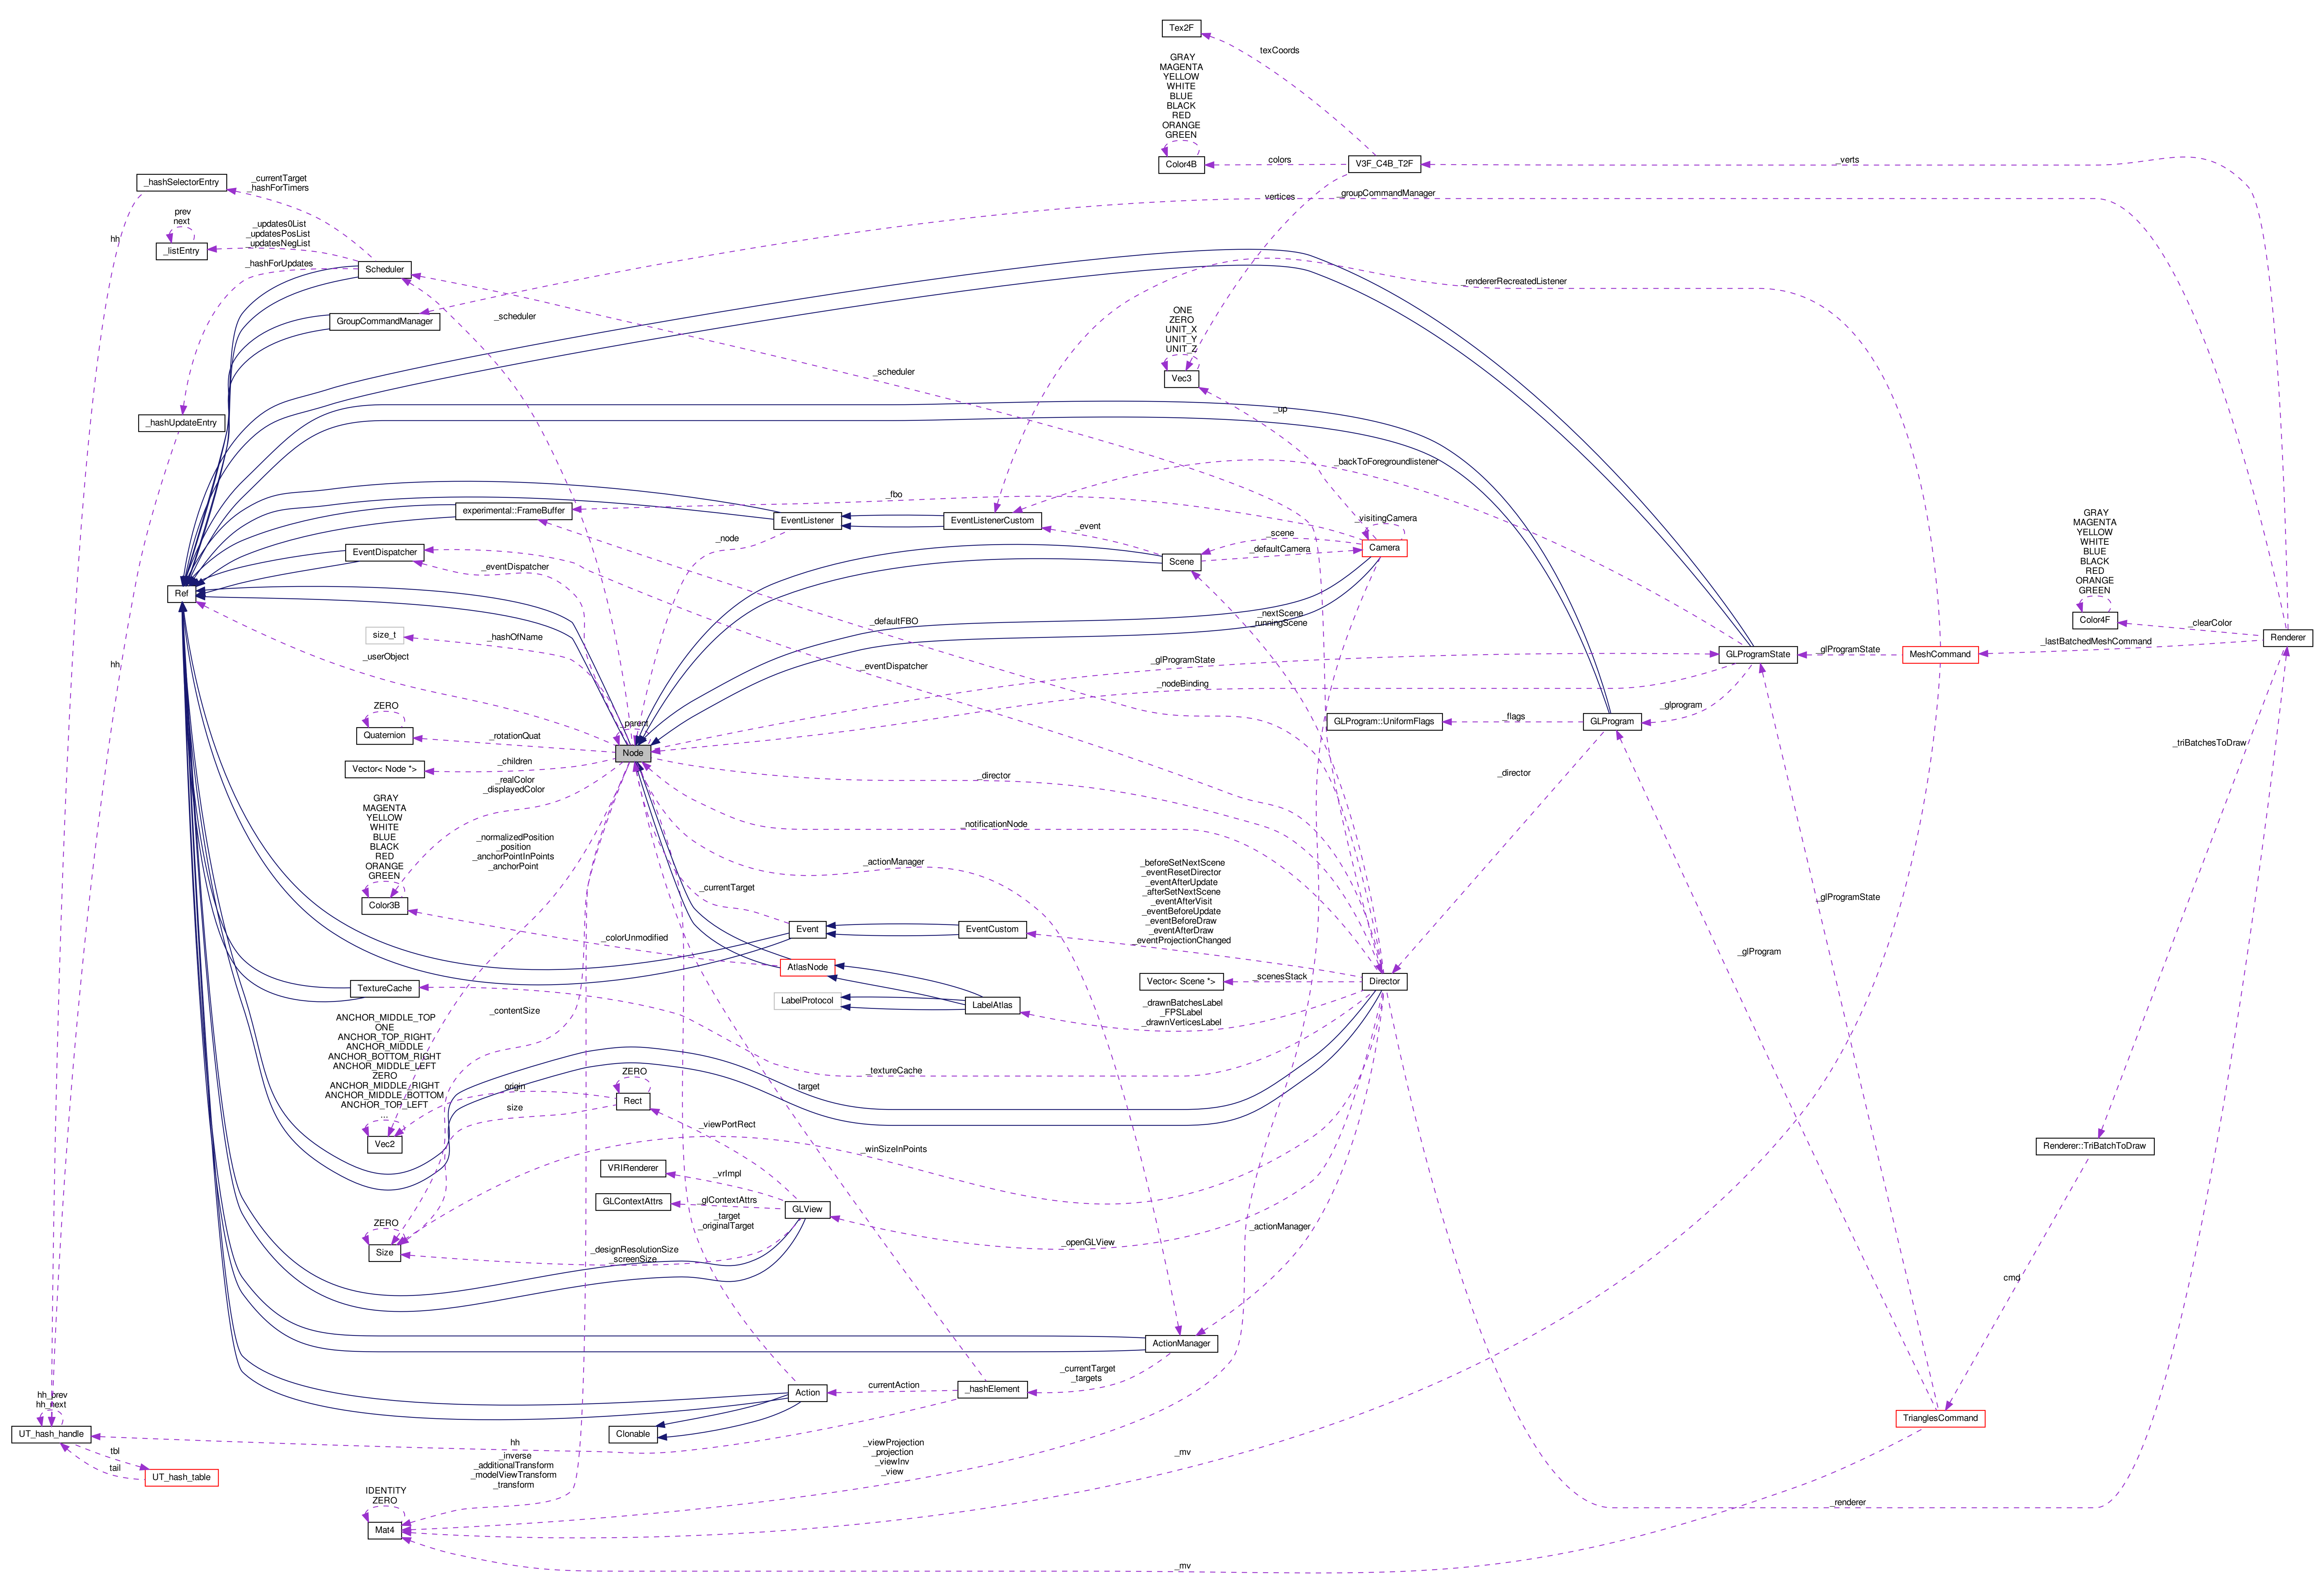 Tex2F
texCoords
GRAY
MAGENTA
YELLOW
WHITE
BLUE
BLACK
RED
ORANGE
GREEN
Color4B
colors
V3F_C4B_T2F
_verts
_hashSelectorEntry
_currentTarget
_hashForTimers
vertices
_groupCommandManager
prev
next
_listEntry
_updates0List
_updatesPosList
_updatesNegList
hh
_hashForUpdates
Scheduler
_rendererRecreatedListener
GroupCommandManager
_scheduler
ONE
ZERO
UNIT_X
UNIT_Y
UNIT_Z
Vec3
_scheduler
_up
_hashUpdateEntry
_backToForegroundlistener
_fbo
experimental::FrameBuffer
EventListener
EventListenerCustom
_event
_visitingCamera
GRAY
MAGENTA
YELLOW
WHITE
BLUE
BLACK
RED
ORANGE
GREEN
Color4F
_node
EventDispatcher
_eventDispatcher
_scene
_defaultCamera
Scene
Camera
Ref
_nextScene
_runningScene
_defaultFBO
_clearColor
Renderer
size_t
_hashOfName
_lastBatchedMeshCommand
_userObject
_eventDispatcher
_glProgramState
GLProgramState
_glProgramState
MeshCommand
hh
_nodeBinding
_glprogram
ZERO
Quaternion
_rotationQuat
_parent
Node
GLProgram::UniformFlags
flags
GLProgram
_triBatchesToDraw
Vector< Node *>
_children
_director
_director
_realColor
_displayedColor
GRAY
MAGENTA
YELLOW
WHITE
BLUE
BLACK
RED
ORANGE
GREEN
Color3B
_notificationNode
_normalizedPosition
_position
_anchorPointInPoints
_anchorPoint
_actionManager
_beforeSetNextScene
_eventResetDirector
_eventAfterUpdate
_afterSetNextScene
_eventAfterVisit
_eventBeforeUpdate
_eventBeforeDraw
_eventAfterDraw
_eventProjectionChanged
_currentTarget
_glProgramState
Event
EventCustom
_colorUnmodified
_glProgram
AtlasNode
TextureCache
Vector< Scene *>
_scenesStack
Director
LabelProtocol
LabelAtlas
_drawnBatchesLabel
_FPSLabel
_drawnVerticesLabel
_contentSize
ANCHOR_MIDDLE_TOP
ONE
ANCHOR_TOP_RIGHT
ANCHOR_MIDDLE
ANCHOR_BOTTOM_RIGHT
ANCHOR_MIDDLE_LEFT
ZERO
ANCHOR_MIDDLE_RIGHT
ANCHOR_MIDDLE_BOTTOM
ANCHOR_TOP_LEFT
...
Vec2
_textureCache
target
origin
ZERO
Rect
size
_viewPortRect
_winSizeInPoints
Renderer::TriBatchToDraw
VRIRenderer
_vrImpl
GLContextAttrs
_glContextAttrs
GLView
_target
_originalTarget
ZERO
Size
_designResolutionSize
_screenSize
_openGLView
_actionManager
cmd
ActionManager
_currentTarget
_targets
currentAction
Action
_hashElement
hh_prev
hh_next
UT_hash_handle
Clonable
TrianglesCommand
tbl
tail
UT_hash_table
hh
_inverse
_additionalTransform
_modelViewTransform
_transform
_viewProjection
_projection
_viewInv
_view
_mv
IDENTITY
ZERO
Mat4
_renderer
_mv